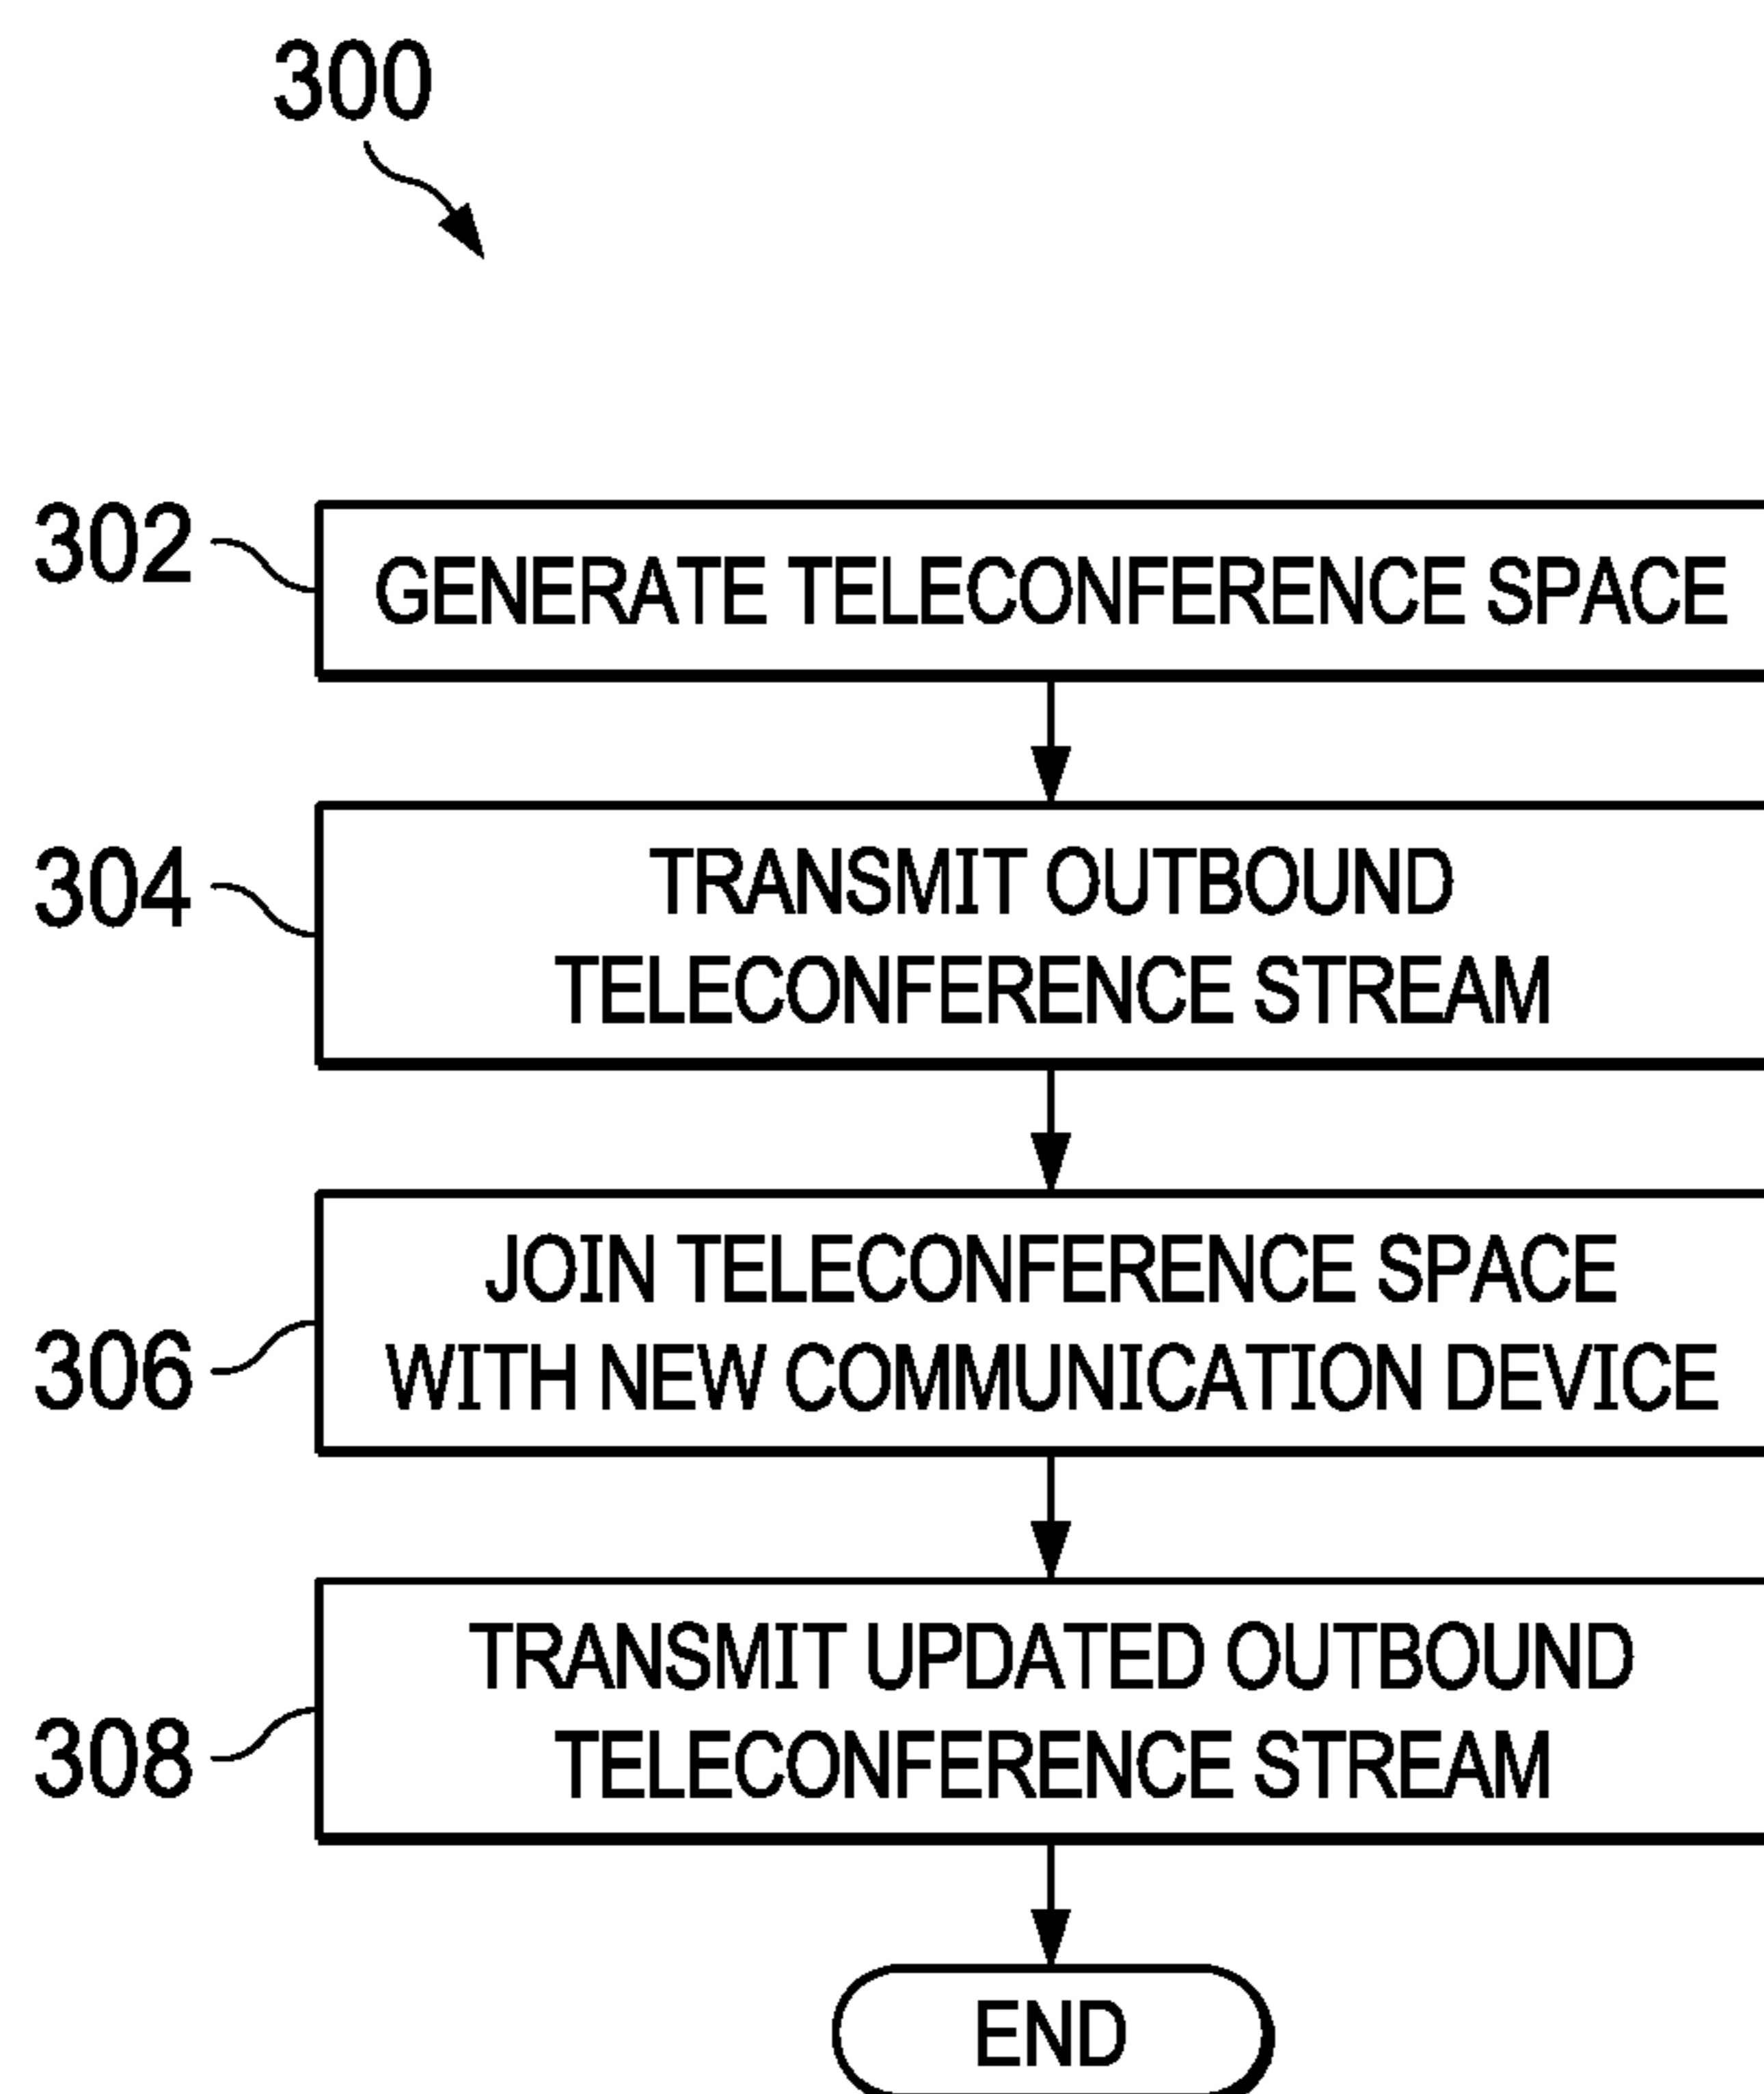 300
302
GENERATE TELECONFERENCE SPACE
304
TRANSMIT OUTBOUND
TELECONFERENCE STREAM
306
JOIN TELECONFERENCE SPACE
WITH NEW COMMUNICATION DEVICE
308
TRANSMIT UPDATED OUTBOUND
TELECONFERENCE STREAM
END